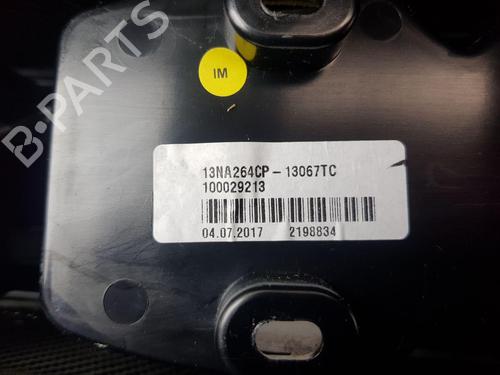 IM
13NA264CP-13067TC
100029213
04.07.2017 2198834
B-PARTS